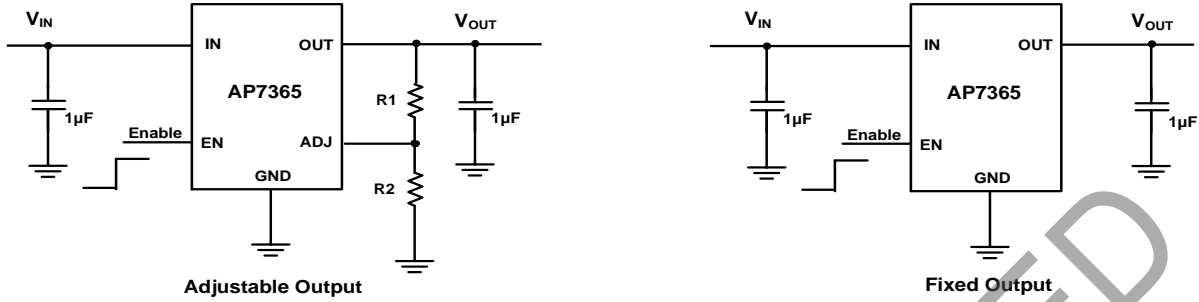 VIN
VOUT
IN
OUT
AP7365
R1
1µF
1µF
Enable
EN
ADJ
GND
R2
Adjustable Output
VIN
VOUT
IN
OUT
AP7365
1µF
1µF
Enable
EN
GND
Fixed Output